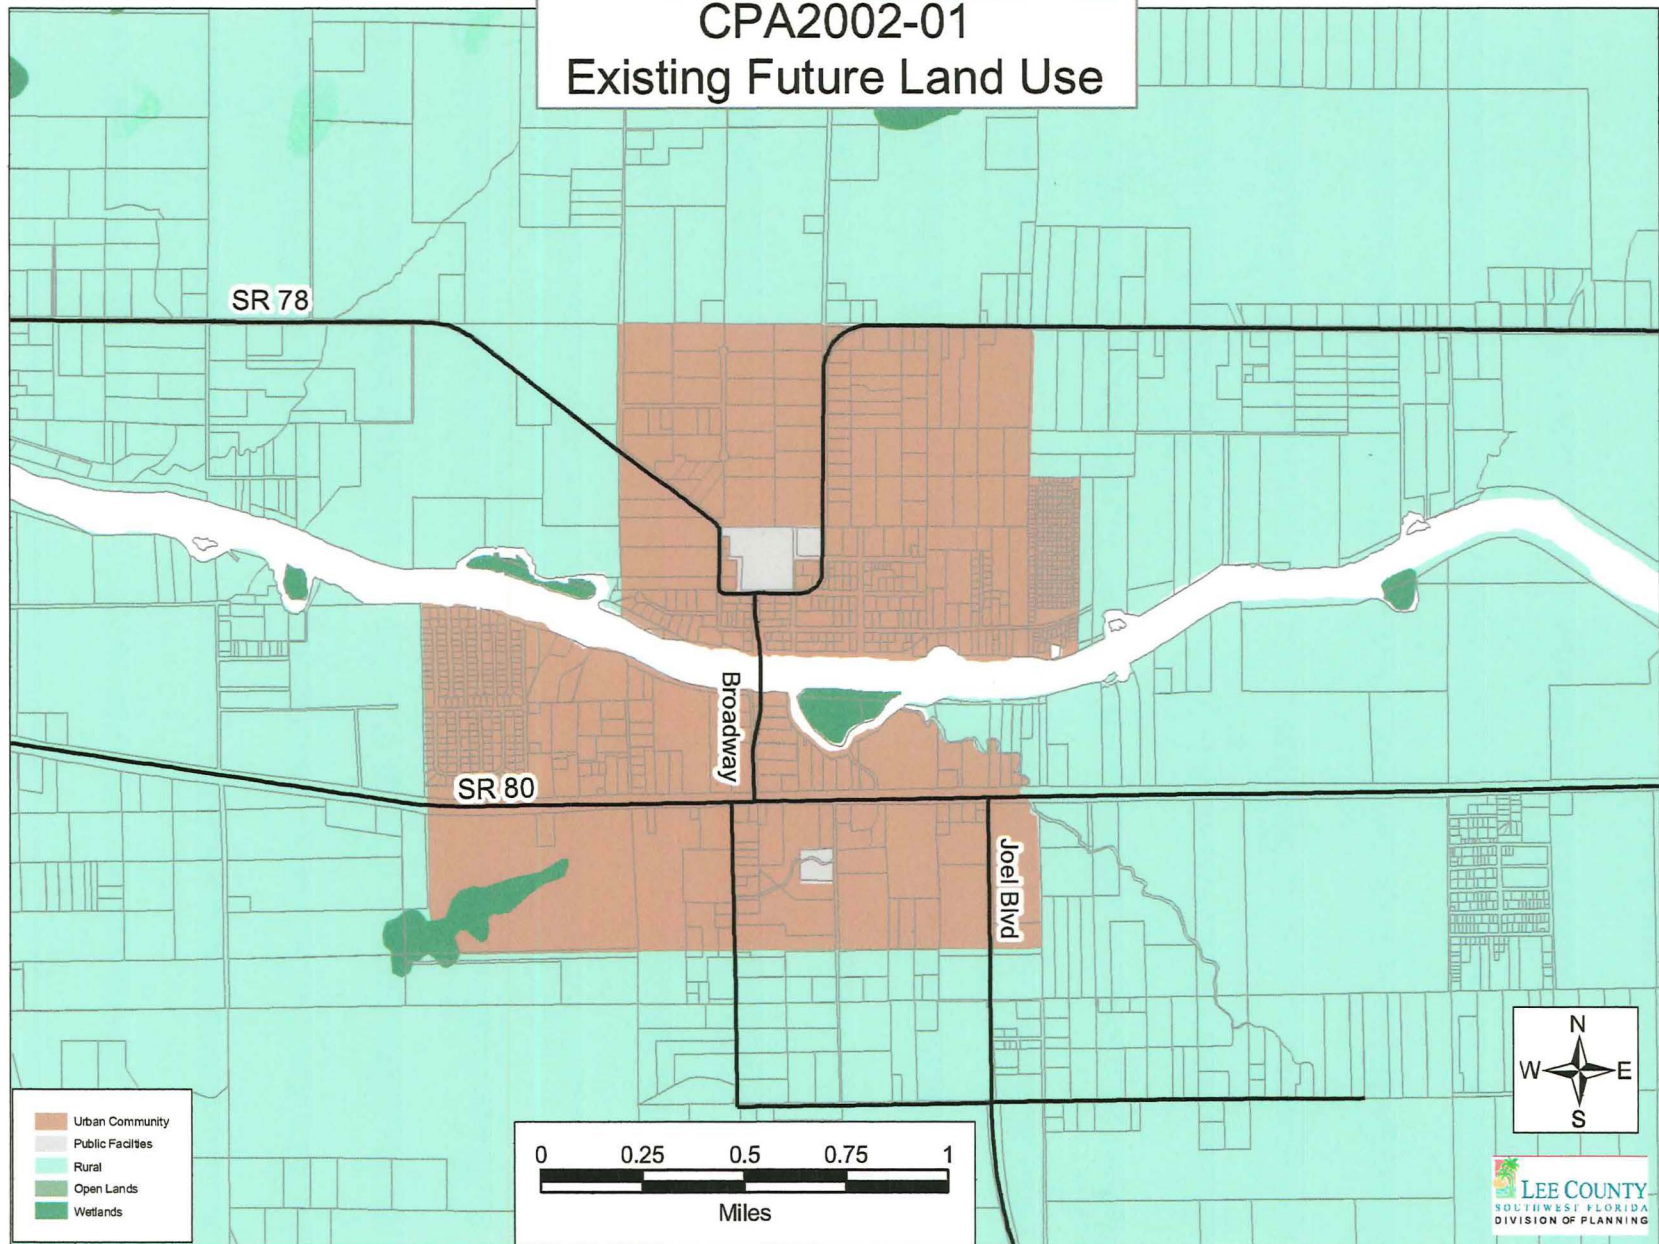 CPA2002-01
Existing Future Land Use
SR 78
Broadway
SR 80
Joel Blvd
N
W E
S
Urban Community
Public Facilties
Rural
Open Lands
Wetlands
0 0.25 0.5 0.75 1
Miles
LEE COUNTY
SOUTHWEST FLORIDA
DIVISION OF PLANNING